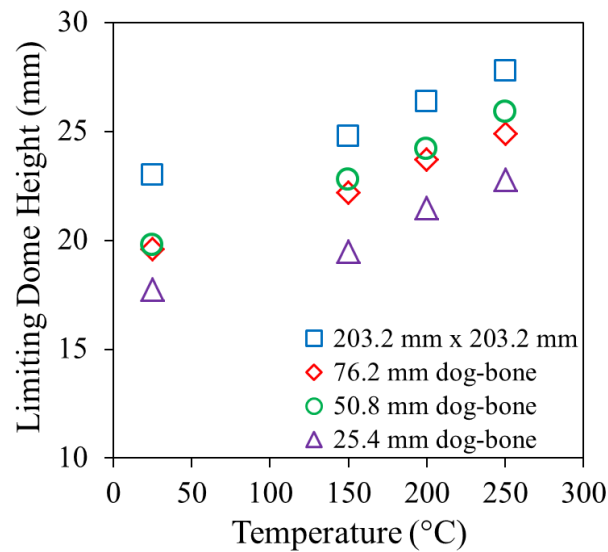 30
25
20
15
10
Limiting Dome Height (mm)
203.2 mm x 203.2 mm
76.2 mm dog-bone
50.8 mm dog-bone
25.4 mm dog-bone
0 50 100 150 200 250 300
Temperature (°C)